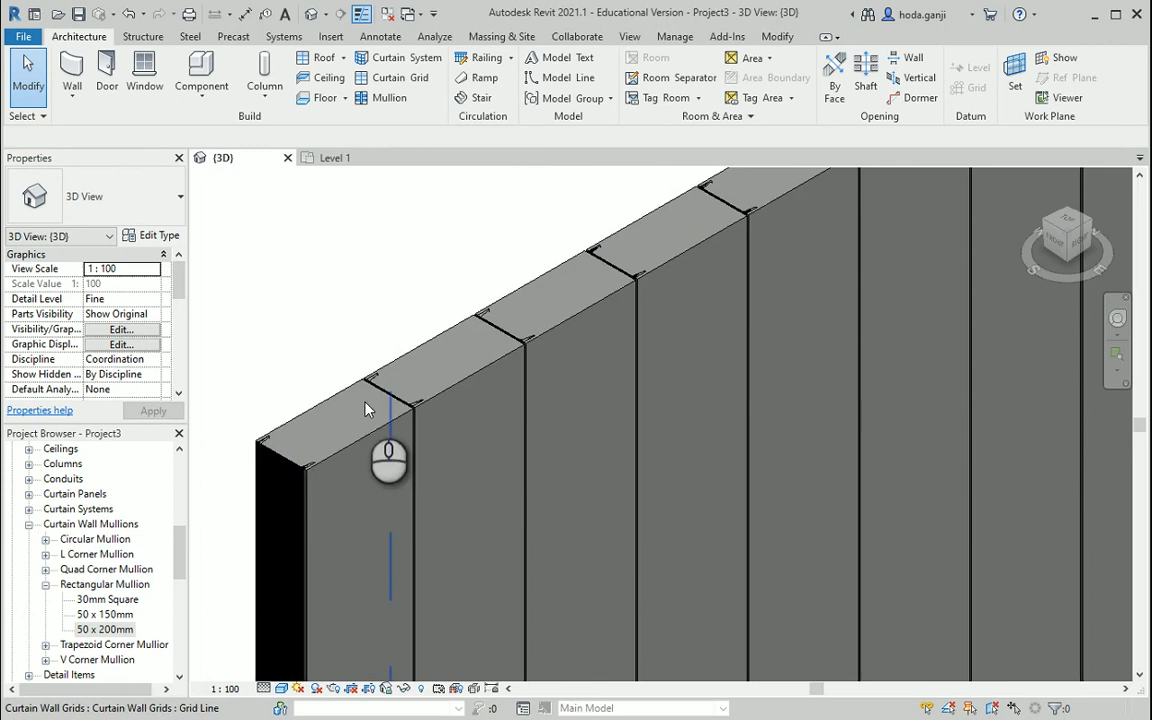 Autodesk Revit 2021.1 - Educational Version - Project3 - 3D View: {3D}
hoda.ganji
File
Architecture
Structure
Steel
Precast
Systems
Insert
Annotate
Analyze
Massing & Site
Collaborate
View
Manage
Add-Ins
Modify
Modify
Wall
Door
Window
Component
Column
Roof
Ceiling
Floor
Curtain System
Curtain Grid
Mullion
Railing
Ramp
Stair
Model Text
Model Line
Model Group
Room
Room Separator
Tag Room
Area
Area Boundary
Tag Area
By Face
Shaft
Wall
Vertical
Dormer
Level
Grid
Set
Show
Ref Plane
Viewer
Select
Build
Circulation
Model
Room & Area
Opening
Datum
Work Plane
Properties
{3D}
Level 1
3D View
3D View: {3D}
Edit Type
Graphics
View Scale 1 : 100
Scale Value 1: 100
Detail Level Fine
Parts Visibility Show Original
Visibility/Grap... Edit...
Graphic Displ... Edit...
Discipline Coordination
Show Hidden ... By Discipline
Default Analy... None
Properties help
Apply
Project Browser - Project3
Ceilings
Columns
Conduits
Curtain Panels
Curtain Systems
Curtain Wall Mullions
Circular Mullion
L Corner Mullion
Quad Corner Mullion
Rectangular Mullion
30mm Square
50 x 150mm
50 x 200mm
Trapezoid Corner Mullior
V Corner Mullion
Detail Items
TOP
FRONT
RIGHT
S
E
0
1 : 100
Curtain Wall Grids : Curtain Wall Grids : Grid Line
:0
Main Model
:0